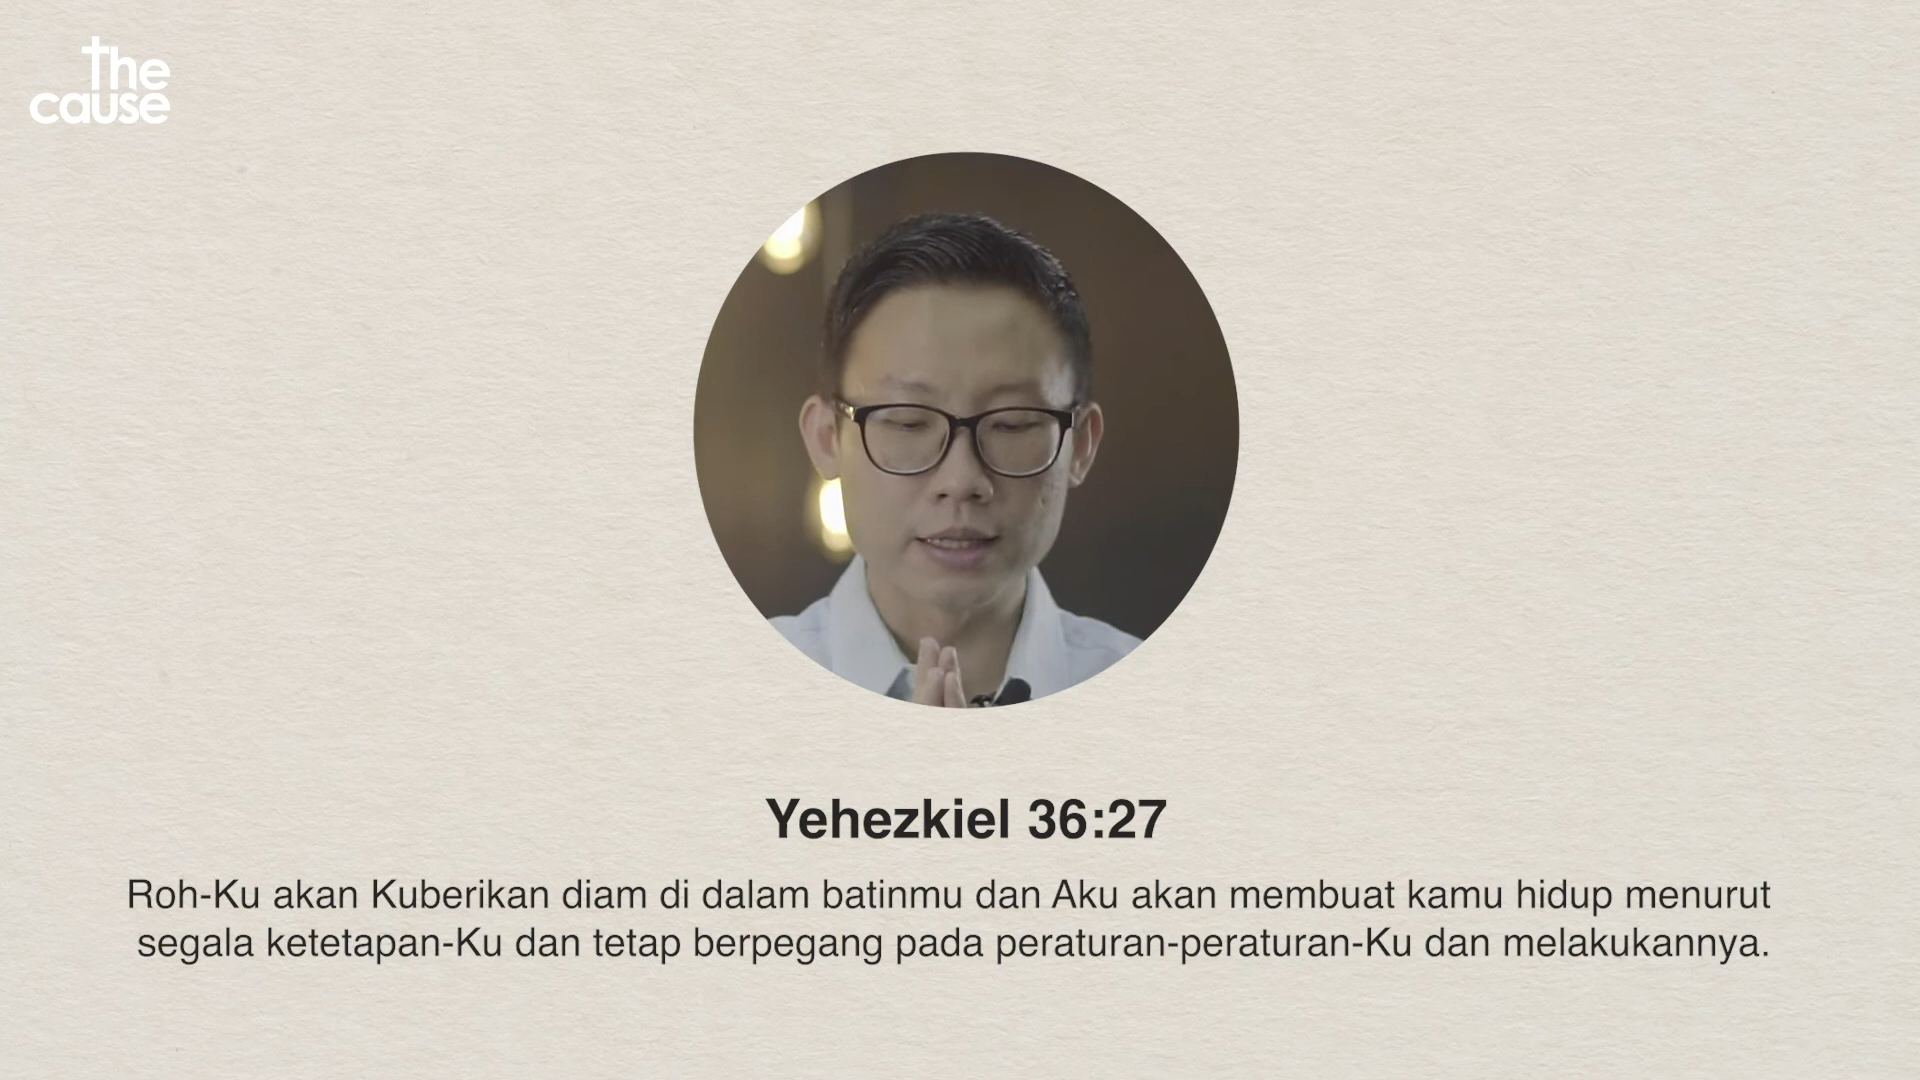 the
cause
Yehezkiel 36:27
Roh-Ku akan Kuberikan diam di dalam batinmu dan Aku akan membuat kamu hidup menurut
segala ketetapan-Ku dan tetap berpegang pada peraturan-peraturan-Ku dan melakukannya.